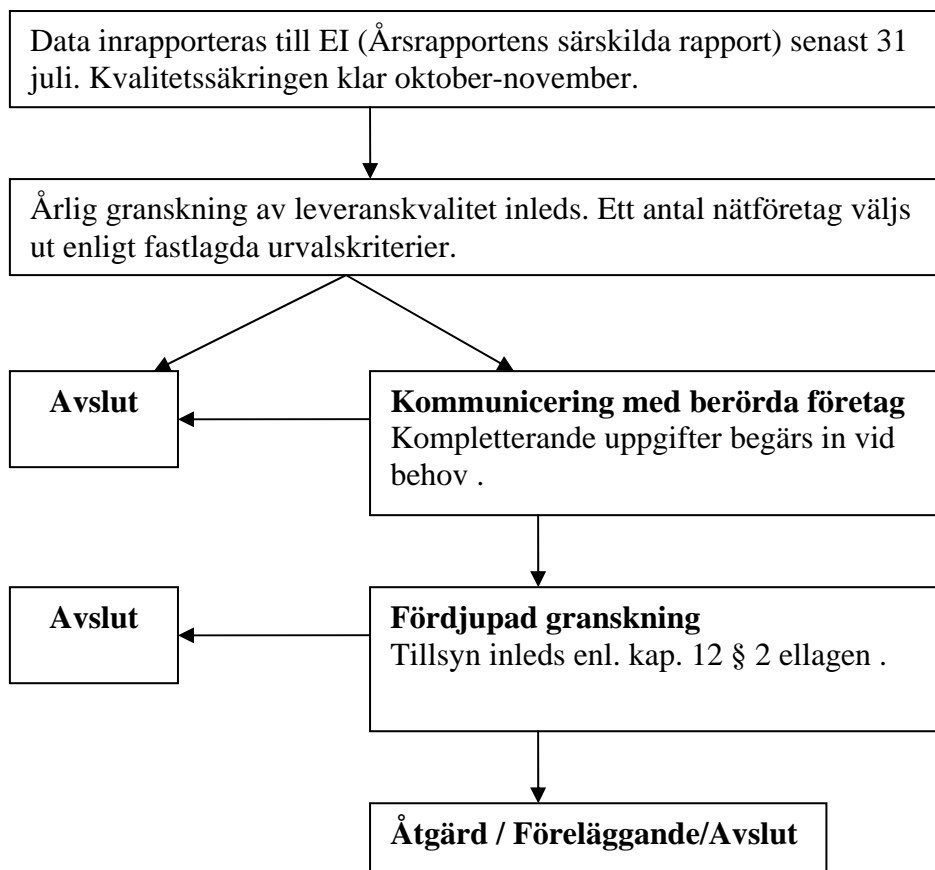 Data inrapporteras till EI (Årsrapportens särskilda rapport) senast 31
juli. Kvalitetssäkringen klar oktober-november.
Årlig granskning av leveranskvalitet inleds. Ett antal nätföretag väljs
ut enligt fastlagda urvalskriterier.
Avslut
Kommunicering med berörda företag
Kompletterande uppgifter begärs in vid
behov .
Avslut
Fördjupad granskning
Tillsyn inleds enl. kap. 12 § 2 ellagen .
Åtgärd / Föreläggande/Avslut